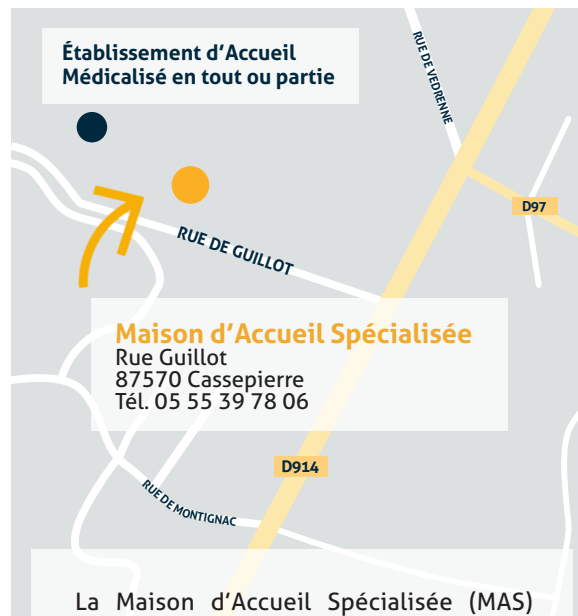 Établissement d'Accueil
Médicalisé en tout ou partie
RUE DE VEDRENNE
D97
RUE DE GUILLOT
Maison d'Accueil Spécialisée
Rue Guillot
87570 Cassepierre
Tél. 05 55 39 78 06
D914
RUE DE MONTIGNAC
La Maison d'Accueil Spécialisée (MAS)